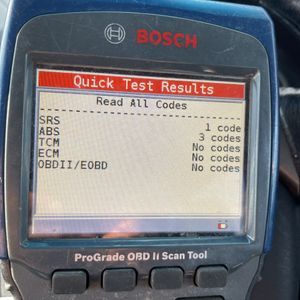 BOSCH
Quick Test Results
Read All Codes
SRS 1 code
ABS 3 codes
TCM No codes
ECM No codes
OBDII/EOBD No codes
ProGrade OBD II Scan Tool